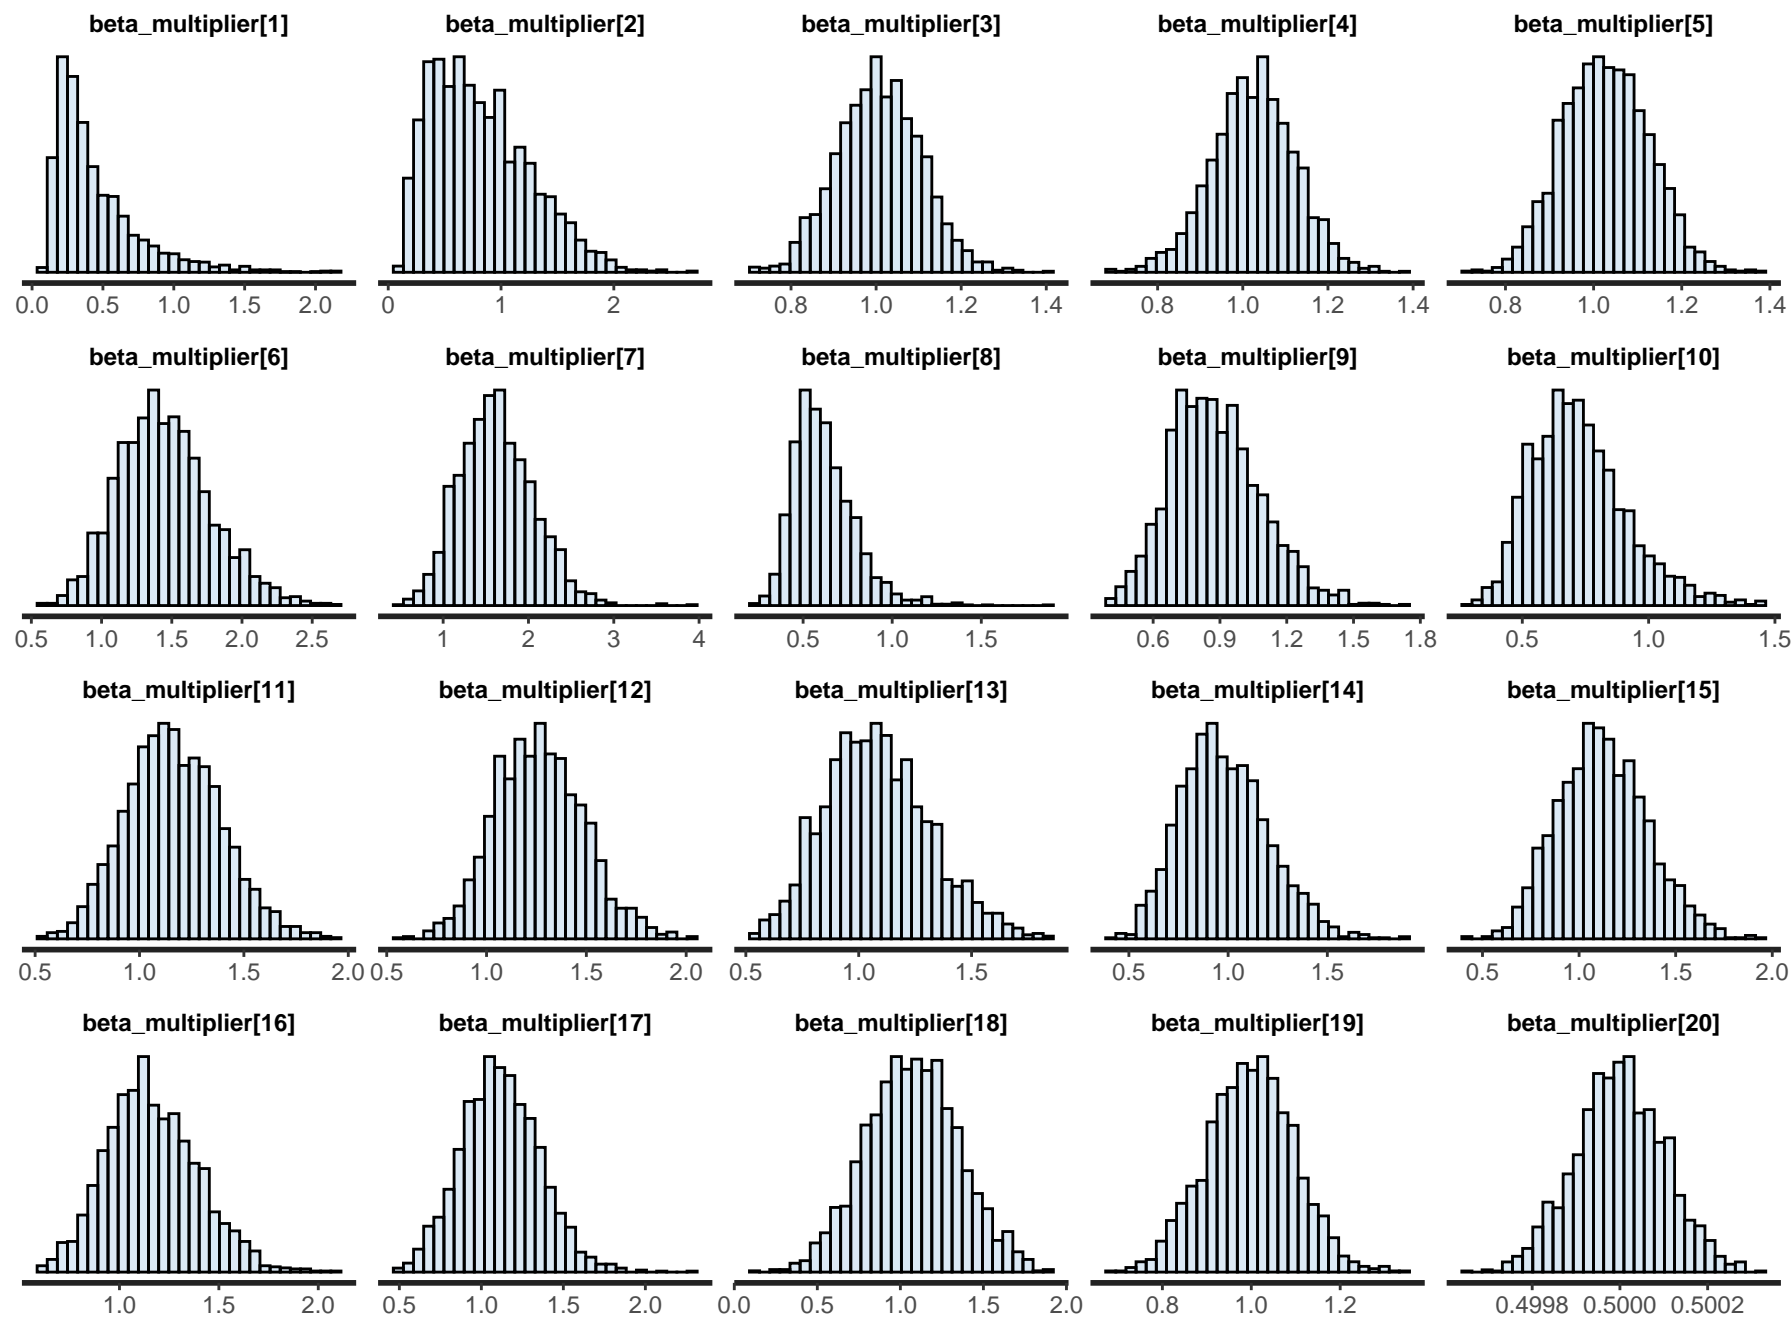 beta_multiplier[1] beta_multiplier[2] beta_multiplier[3] beta_multiplier[4] beta_multiplier[5]
0.0 0.5 1.0 1.5 2.0 0 1 2 0.8 1.0 1.2 1.4 0.8 1.0 1.2 1.4 0.8 1.0 1.2 1.4
beta_multiplier[6] beta_multiplier[7] beta_multiplier[8] beta_multiplier[9] beta_multiplier[10]
0.5 1.0 1.5 2.0 2.5 1 2 3 4 0.5 1.0 1.5 0.6 0.9 1.2 1.5 1.8 0.5 1.0 1.5
beta_multiplier[11] beta_multiplier[12] beta_multiplier[13] beta_multiplier[14] beta_multiplier[15]
0.5 1.0 1.5 2.0 0.5 1.0 1.5 2.0 0.5 1.0 1.5 0.5 1.0 1.5 0.5 1.0 1.5 2.0
beta_multiplier[16] beta_multiplier[17] beta_multiplier[18] beta_multiplier[19] beta_multiplier[20]
1.0 1.5 2.0 0.5 1.0 1.5 2.0 0.0 0.5 1.0 1.5 2.0 0.8 1.0 1.2 0.4998 0.5000 0.5002